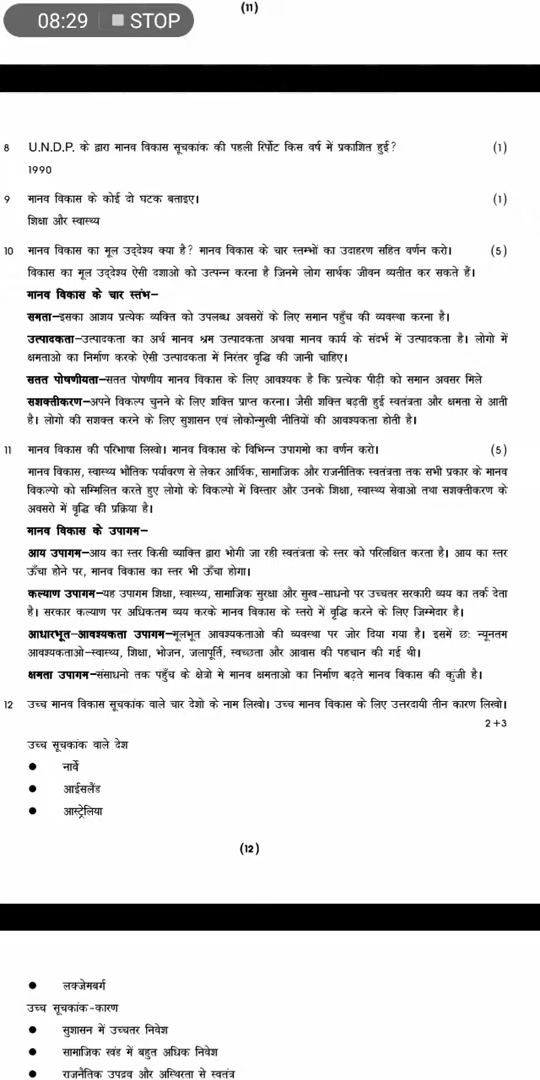 (11)
08:29 STOP
8 U.N.D.P. के द्वारा मानव विकास सूचकांक की पहली रिर्पोट किस वर्ष में प्रकाशित हुई? (1)
1990
9 मानव विकास के कोई दो घटक बताइए। (1)
शिक्षा और स्वास्थ्य
10 मानव विकास का मूल उद्देश्य क्या है? मानव विकास के चार स्तम्भों का उदाहरण सहित वर्णन करो। (5)
विकास का मूल उद्देश्य ऐसी दशाओ को उत्पन्न करना है जिनमे लोग सार्थक जीवन व्यतीत कर सकते हैं।
मानव विकास के चार स्तंभ–
समता–इसका आशय प्रत्येक व्यक्ति को उपलब्ध अवसरों के लिए समान पहुँच की व्यवस्था करना है।
उत्पादकता–उत्पादकता का अर्थ मानव श्रम उत्पादकता अथवा मानव कार्य के संदर्भ में उत्पादकता है। लोगो में
क्षमताओ का निर्माण करके ऐसी उत्पादकता में निरंतर वृद्धि की जानी चाहिए।
सतत पोषणीयता–सतत पोषणीय मानव विकास के लिए आवश्यक है कि प्रत्येक पीढ़ी को समान अवसर मिले
सशक्तीकरण–अपने विकल्प चुनने के लिए शक्ति प्राप्त करना। जैसी शक्ति बढ़ती हुई स्वतंत्रता और क्षमता से आती
है। लोगो की सशक्त करने के लिए सुशासन एवं लोकोन्मुखी नीतियों की आवश्यकता होती है।
11 मानव विकास की परिभाषा लिखो। मानव विकास के विभिन्न उपागमो का वर्णन करो। (5)
मानव विकास, स्वास्थ्य भौतिक पर्यावरण से लेकर आर्थिक, सामाजिक और राजनीतिक स्वतंत्रता तक सभी प्रकार के मानव
विकल्पो को सम्मिलित करते हुए लोगो के विकल्पो में विस्तार और उनके शिक्षा, स्वास्थ्य सेवाओ तथा सशक्तीकरण के
अवसरो में वृद्धि की प्रक्रिया है।
मानव विकास के उपागम–
आय उपागम–आय का स्तर किसी व्याक्ति द्वारा भोगी जा रही स्वतंत्रता के स्तर को परिलक्षित करता है। आय का स्तर
ऊँचा होने पर, मानव विकास का स्तर भी ऊँचा होगा।
कल्याण उपागम–यह उपागम शिक्षा, स्वास्थ्य, सामाजिक सुरक्षा और सुख-साधनो पर उच्चतर सरकारी व्यय का तर्क देता
है। सरकार कल्याण पर अधिकतम व्यय करके मानव विकास के स्तरो में वृद्धि करने के लिए जिम्मेदार है।
आधारभूत–आवश्यकता उपागम–मूलभूत आवश्यकताओ की व्यवस्था पर जोर दिया गया है। इसमें छः न्यूनतम
आवश्यकताओ–स्वास्थ्य, शिक्षा, भोजन, जलापूर्ति, स्वच्छता और आवास की पहचान की गई थी।
क्षमता उपागम–संसाधनो तक पहुँच के क्षेत्रो मे मानव क्षमताओ का निर्माण बढ़ते मानव विकास की कुंजी है।
12 उच्च मानव विकास सूचकांक वाले चार देशो के नाम लिखो। उच्च मानव विकास के लिए उत्तरदायी तीन कारण लिखो।
2+3
उच्च सूचकांक वाले देश
● नार्वे
● आईसलैंड
● आस्ट्रेलिया
(12)
● लक्जेमबर्ग
उच्च सूचकांक-कारण
● सुशासन में उच्चतर निवेश
● सामाजिक खंड में बहुत अधिक निवेश
● राजनैतिक उपद्रव और अस्थिरता से स्वतंत्र